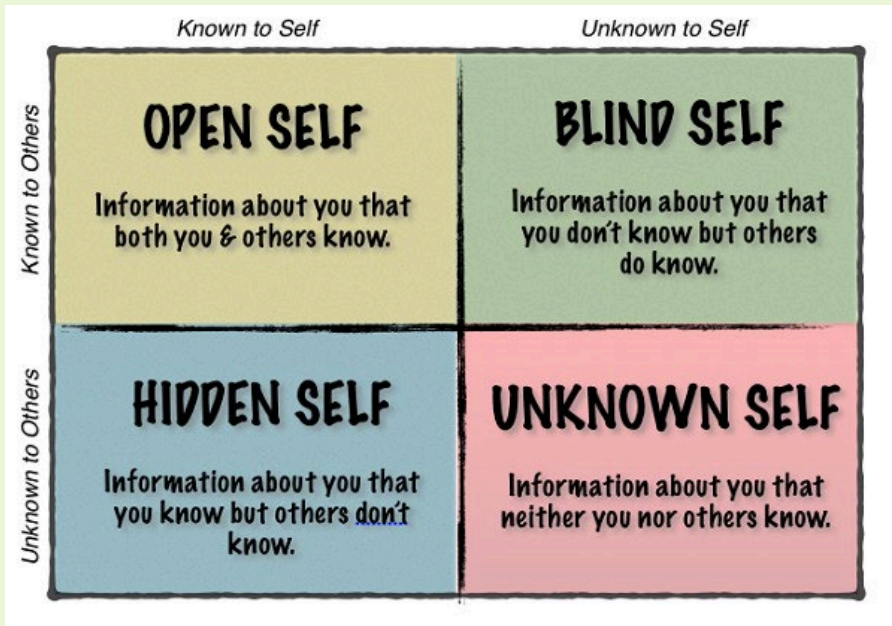 Known to Self
Unknown to Self
Known to Others
OPEN SELF
Information about you that
both you & others know.
BLIND SELF
Information about you that
you don't know but others
do know.
Unknown to Others
HIDDEN SELF
Information about you that
you know but others don't
know.
UNKNOWN SELF
Information about you that
neither you nor others know.